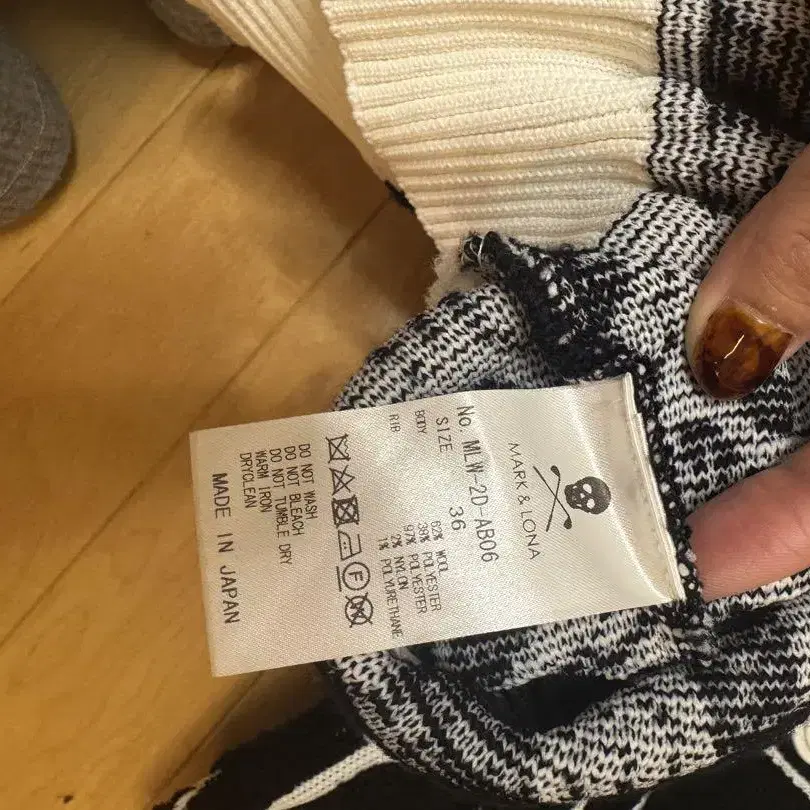 MARK & LONA
No. MLW-2D-AB06
SIZE 36
BODY 62% WOOL
38% POLYESTER
RIB 97% POLYESTER
2% NYLON
1% POLYURETHANE
F
DO NOT WASH
DO NOT BLEACH
DO NOT TUMBLE DRY
WARM IRON
DRYCLEAN
MADE IN JAPAN